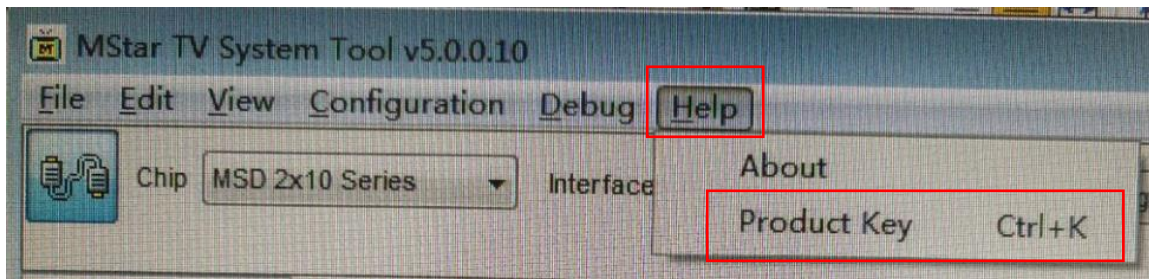 MStar TV System Tool v5.0.0.10
File Edit View Configuration Debug Help
Chip MSD 2x10 Series Interface
About
Product Key Ctrl+K